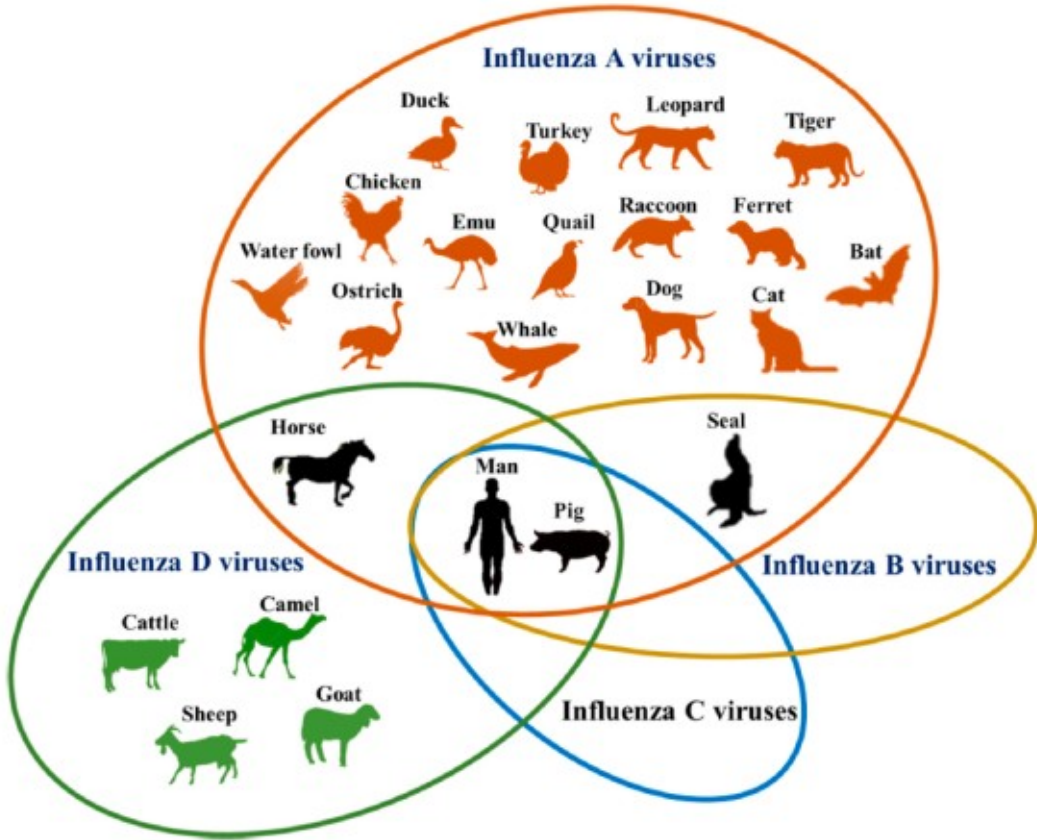 Influenza A viruses
Duck
Leopard
Turkey
Tiger
Chicken
Emu
Quail
Raccoon
Ferret
Water fowl
Bat
Ostrich
Dog
Cat
Whale
Horse
Seal
Man
Pig
Influenza D viruses
Influenza B viruses
Cattle
Camel
Sheep
Goat
Influenza C viruses